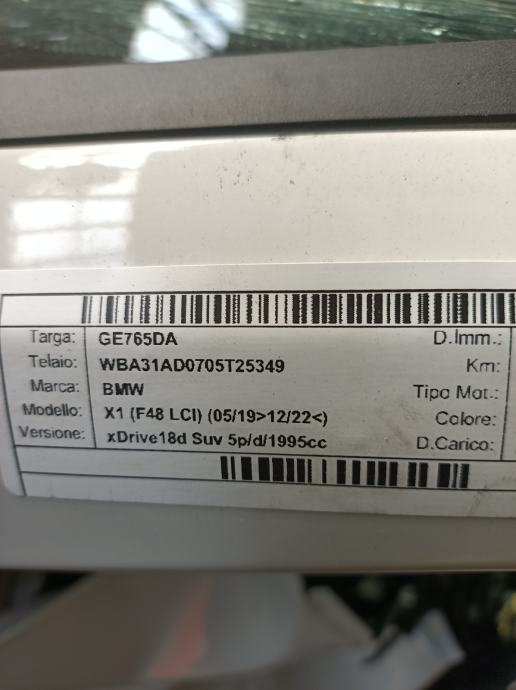 Targa: GE765DA D.Imm.:
Telaio: WBA31AD0705T25349 Km:
Marca: BMW Tipo Mot.:
Modello: X1 (F48 LCI) (05/19>12/22<) Colore:
Versione: xDrive18d Suv 5p/d/1995cc D.Carico: